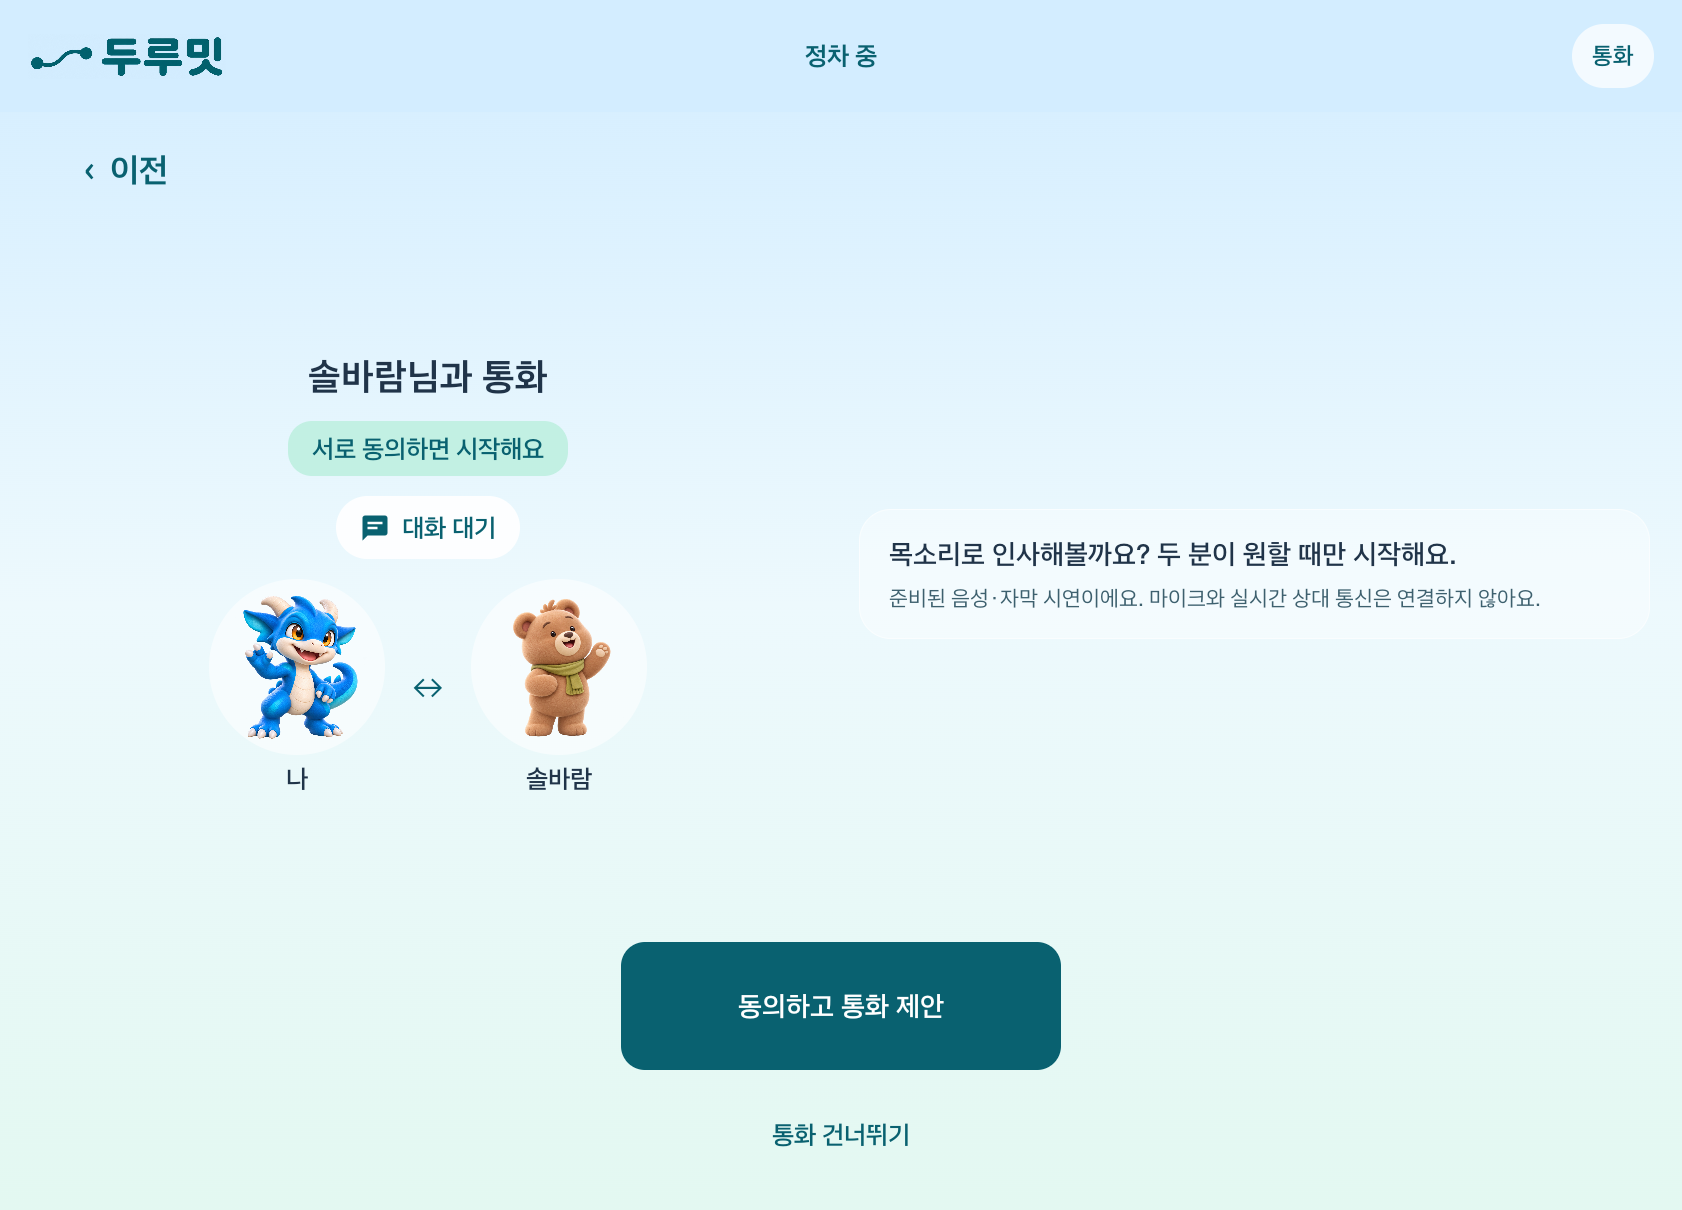 두루밋
정차 중
통화
이전
솔바람님과 통화
서로 동의하면 시작해요
대화 대기
나
솔바람
목소리로 인사해볼까요? 두 분이 원할 때만 시작해요.
준비된 음성·자막 시연이에요. 마이크와 실시간 상대 통신은 연결하지 않아요.
동의하고 통화 제안
통화 건너뛰기